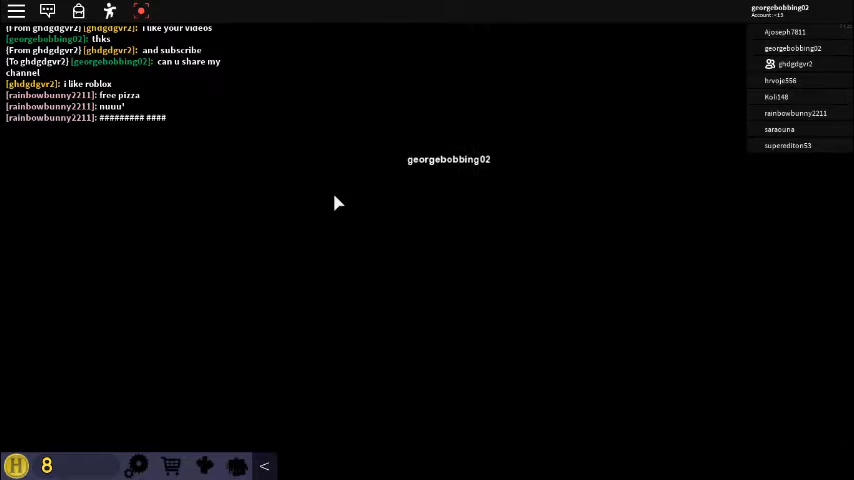 georgebobbing02
Account: <13
{From ghdgdgvr2} [ghdgdgvr2]: i like your videos
[georgebobbing02]: thks
{From ghdgdgvr2} [ghdgdgvr2]: and subscribe
{To ghdgdgvr2} [georgebobbing02]: can u share my
channel
[ghdgdgvr2]: i like roblox
[rainbowbunny2211]: free pizza
[rainbowbunny2211]: nuuu'
[rainbowbunny2211]: ######### ####
Ajoseph7811
georgebobbing02
ghdgdgvr2
hrvoje556
Koli148
rainbowbunny2211
saraouna
superediton53
georgebobbing02
H 8
<